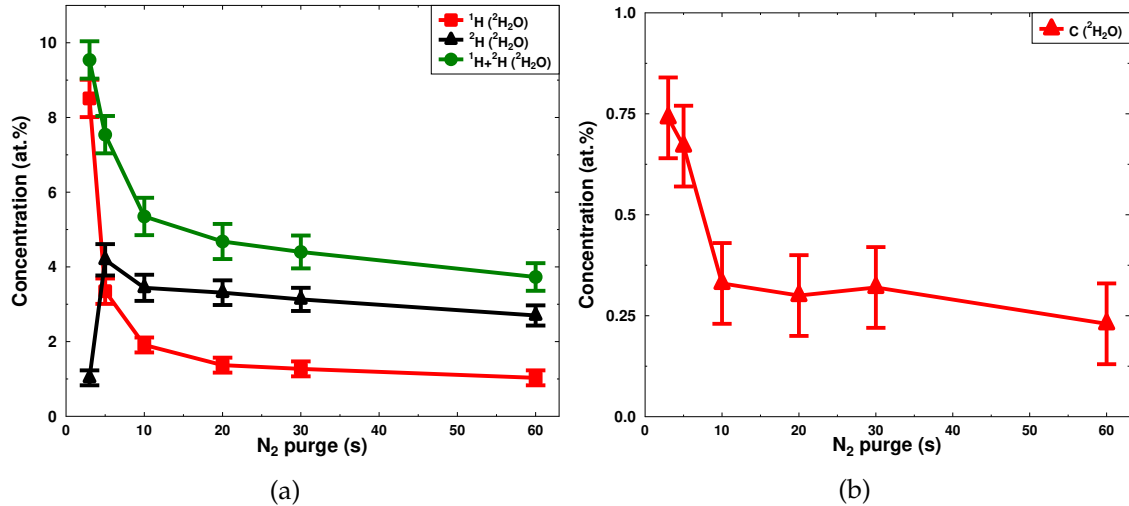 ¹H (²H₂O)
²H (²H₂O)
¹H+²H (²H₂O)
Concentration (at.%)
10
8
6
4
2
0
0 10 20 30 40 50 60
N₂ purge (s)
(a)
C (²H₂O)
Concentration (at.%)
1.0
0.75
0.5
0.25
0.0
0 10 20 30 40 50 60
N₂ purge (s)
(b)